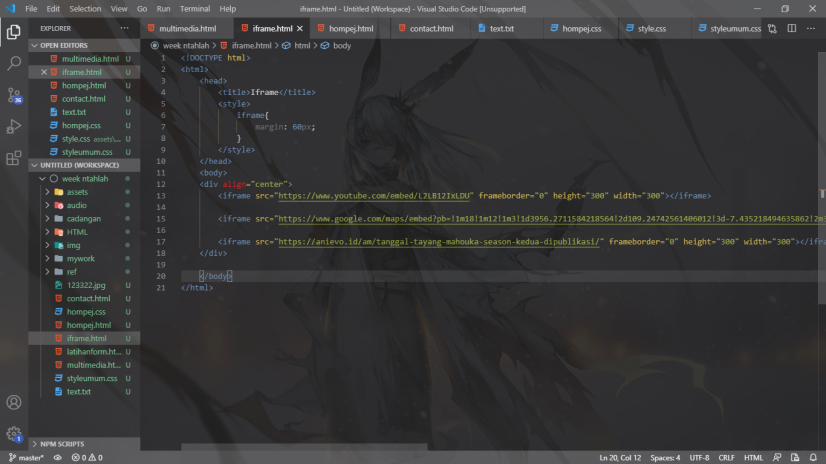 File Edit Selection View Go Run Terminal Help
iframe.html - Untitled (Workspace) - Visual Studio Code [Unsupported]
EXPLORER
OPEN EDITORS
multimedia.html U
iframe.html U
hompej.html U
contact.html U
text.txt U
hompej.css U
style.css assets\... U
styleumum.css U
UNTITLED (WORKSPACE)
week ntahlah
assets
audio
cadangan
HTML
img
mywork
ref
123322.jpg U
contact.html U
hompej.css U
hompej.html U
iframe.html U
latihanform.ht... U
multimedia.ht... U
styleumum.css U
text.txt U
NPM SCRIPTS
36
1
multimedia.html iframe.html hompej.html contact.html text.txt hompej.css style.css styleumum.css
week ntahlah > iframe.html > html > body
1 <!DOCTYPE html>
2 <html>
3 <head>
4 <title>Iframe</title>
5 <style>
6 iframe{
7 margin: 60px;
8 }
9 </style>
10 </head>
11 <body>
12 <div align="center">
13 <iframe src="https://www.youtube.com/embed/L2LB12IxLDU" frameborder="0" height="300" width="300"></iframe>
14
15 <iframe src="https://www.google.com/maps/embed?pb=!1m18!1m12!1m3!1d3956.2711584218564!2d109.24742561406012!3d-7.435218494635862!2m3
16
17 <iframe src="https://anievo.id/am/tanggal-tayang-mahouka-season-kedua-dipublikasi/" frameborder="0" height="300" width="300"></ifra
18 </div>
19
20 </body>
21 </html>
master* 0 0 Ln 20, Col 12 Spaces: 4 UTF-8 CRLF HTML